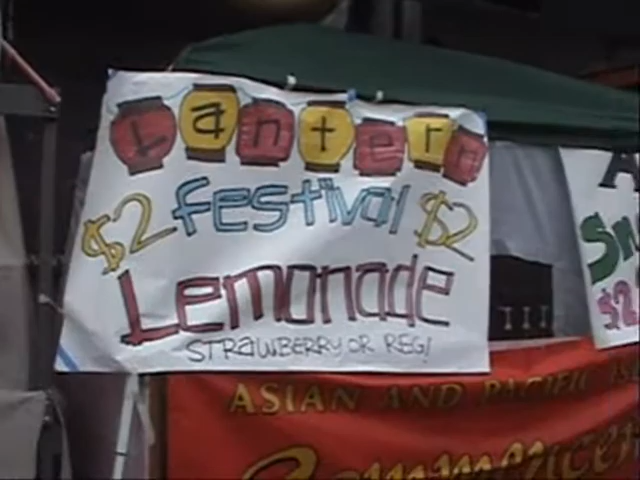 Lantern
$2 Festival $2
Lemonade
STRAWBERRY OR REG!
ASIAN AND PACIFIC
$2